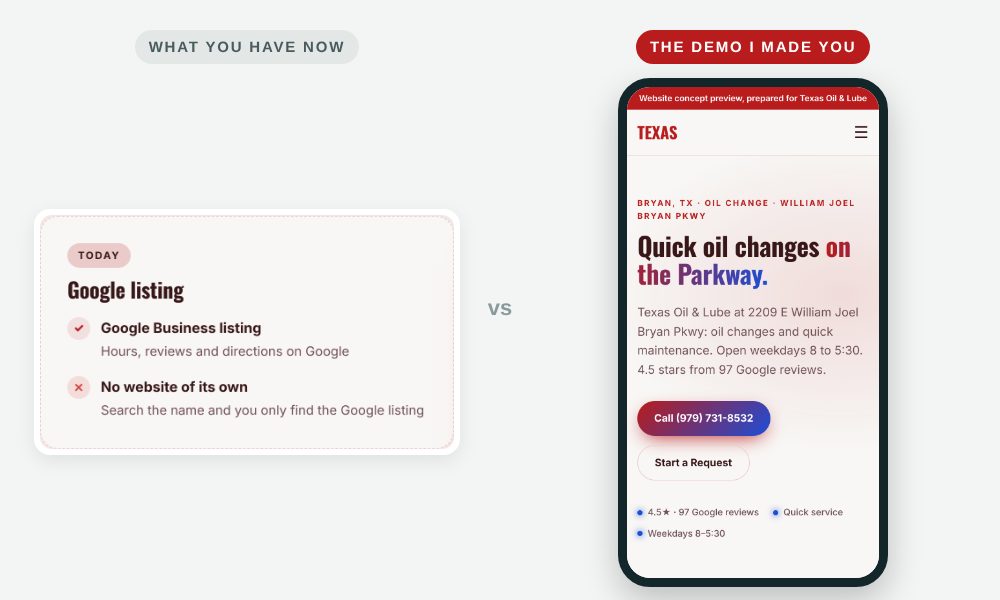 WHAT YOU HAVE NOW
THE DEMO I MADE YOU
TODAY
Google listing
Google Business listing
Hours, reviews and directions on Google
No website of its own
Search the name and you only find the Google listing
vs
Website concept preview, prepared for Texas Oil & Lube
TEXAS
BRYAN, TX · OIL CHANGE · WILLIAM JOEL
BRYAN PKWY
Quick oil changes on
the Parkway.
Texas Oil & Lube at 2209 E William Joel
Bryan Pkwy: oil changes and quick
maintenance. Open weekdays 8 to 5:30.
4.5 stars from 97 Google reviews.
Call (979) 731-8532
Start a Request
4.5★ · 97 Google reviews
Quick service
Weekdays 8–5:30